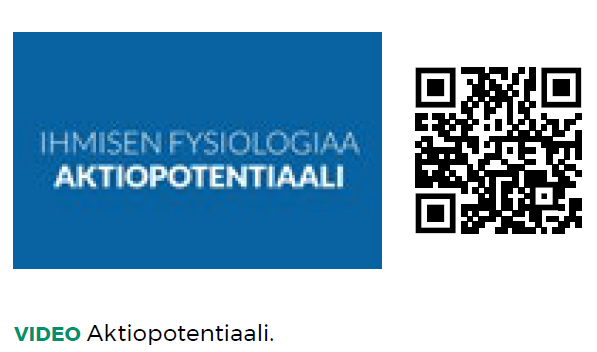 IHMISEN FYSIOLOGIAA
AKTIOPOTENTIAALI
VIDEO Aktiopotentiaali.